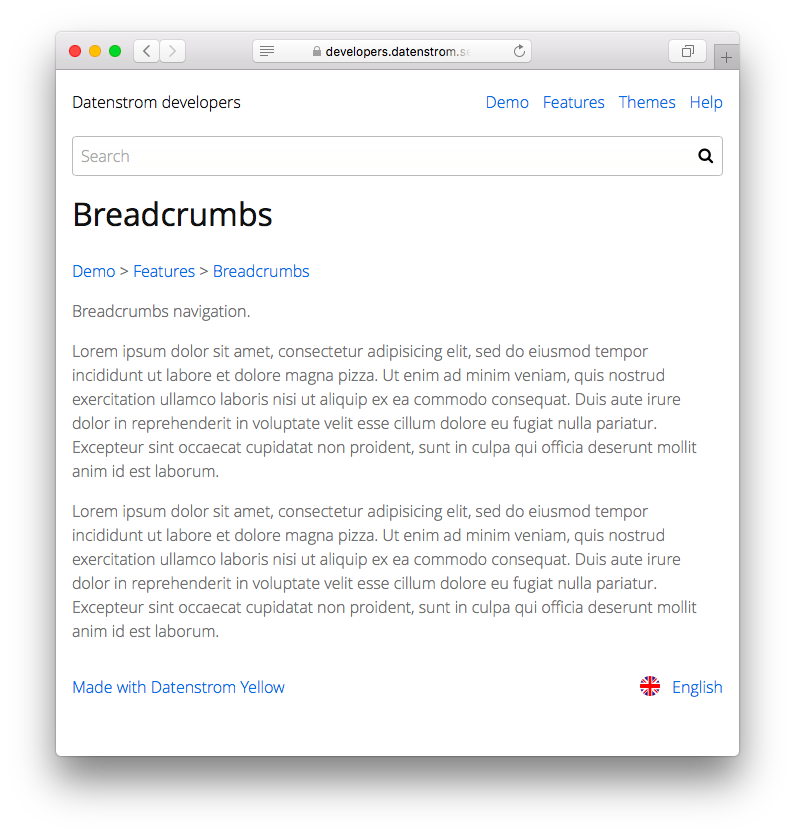 developers.datenstrom.s
Datenstrom developers Demo Features Themes Help
Search
Breadcrumbs
Demo > Features > Breadcrumbs
Breadcrumbs navigation.
Lorem ipsum dolor sit amet, consectetur adipisicing elit, sed do eiusmod tempor
incididunt ut labore et dolore magna pizza. Ut enim ad minim veniam, quis nostrud
exercitation ullamco laboris nisi ut aliquip ex ea commodo consequat. Duis aute irure
dolor in reprehenderit in voluptate velit esse cillum dolore eu fugiat nulla pariatur.
Excepteur sint occaecat cupidatat non proident, sunt in culpa qui officia deserunt mollit
anim id est laborum.
Lorem ipsum dolor sit amet, consectetur adipisicing elit, sed do eiusmod tempor
incididunt ut labore et dolore magna pizza. Ut enim ad minim veniam, quis nostrud
exercitation ullamco laboris nisi ut aliquip ex ea commodo consequat. Duis aute irure
dolor in reprehenderit in voluptate velit esse cillum dolore eu fugiat nulla pariatur.
Excepteur sint occaecat cupidatat non proident, sunt in culpa qui officia deserunt mollit
anim id est laborum.
Made with Datenstrom Yellow English